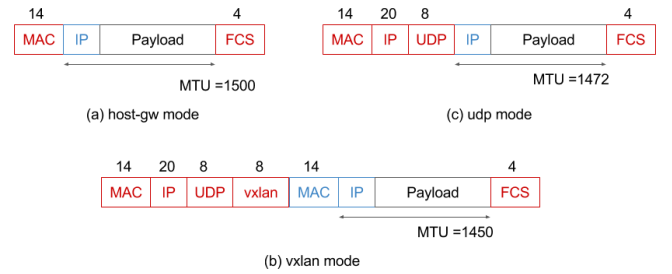 14 4
MAC IP Payload FCS
MTU =1500
(a) host-gw mode
14 20 8 4
MAC IP UDP IP Payload FCS
MTU =1472
(c) udp mode
14 20 8 8 14 4
MAC IP UDP vxlan MAC IP Payload FCS
MTU =1450
(b) vxlan mode